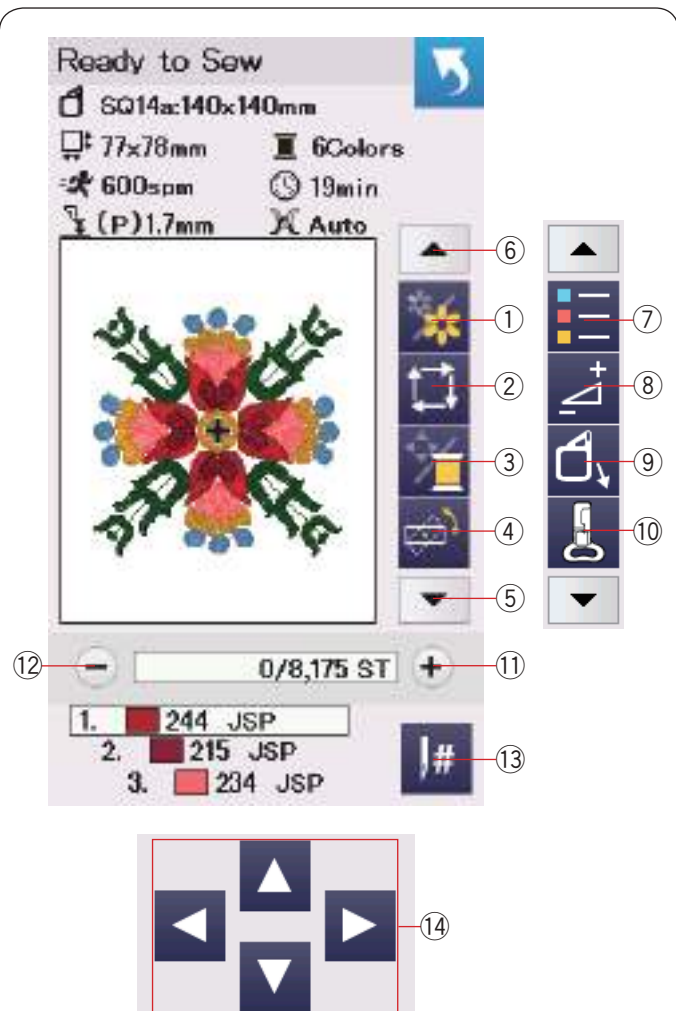 Ready to Sew
SQ14a:140x140mm
77x78mm 6Colors
600spm 19min
(P)1.7mm Auto
⑥
①
⑦
②
⑧
③
⑨
④
⑩
⑤
⑫ − 0/8,175 ST + ⑪
1. 244 JSP
2. 215 JSP
# ⑬
3. 234 JSP
⑭